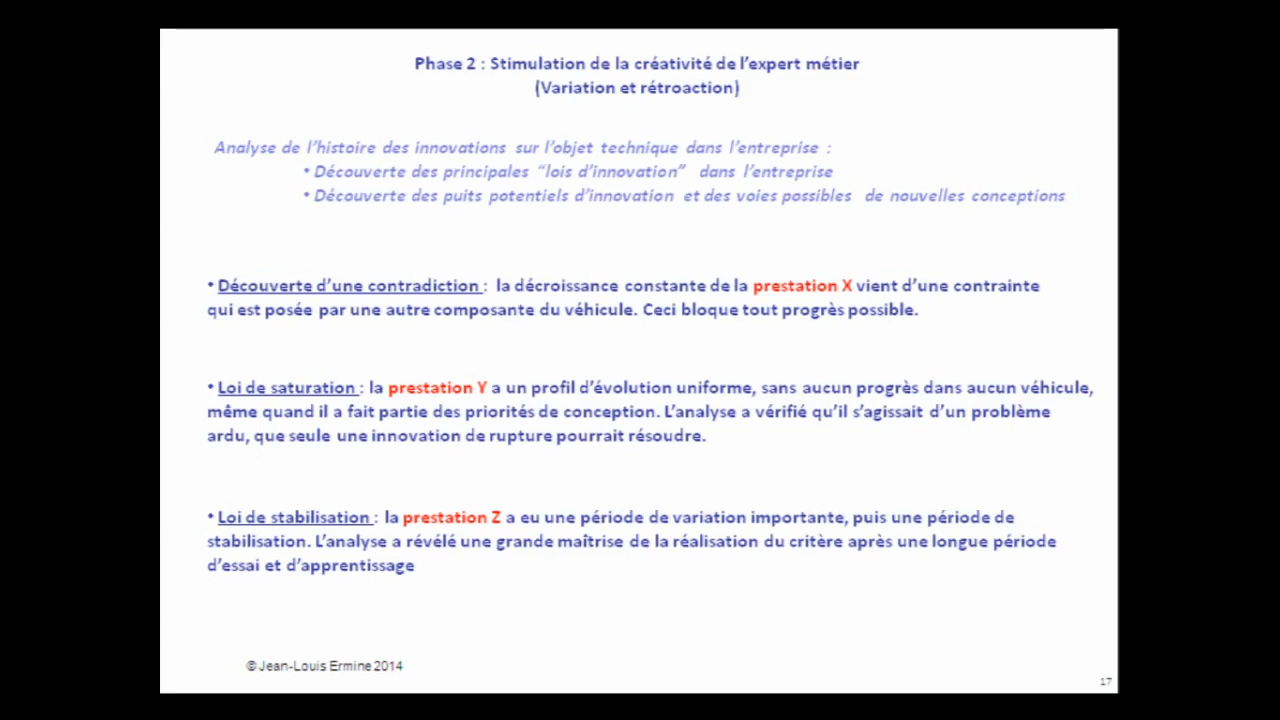 Phase 2 : Stimulation de la créativité de l'expert métier
(Variation et rétroaction)
Analyse de l'histoire des innovations sur l'objet technique dans l'entreprise :
• Découverte des principales "lois d'innovation" dans l'entreprise
• Découverte des puits potentiels d'innovation et des voies possibles de nouvelles conceptions
• Découverte d'une contradiction : la décroissance constante de la prestation X vient d'une contrainte
qui est posée par une autre composante du véhicule. Ceci bloque tout progrès possible.
• Loi de saturation : la prestation Y a un profil d'évolution uniforme, sans aucun progrès dans aucun véhicule,
même quand il a fait partie des priorités de conception. L'analyse a vérifié qu'il s'agissait d'un problème
ardu, que seule une innovation de rupture pourrait résoudre.
• Loi de stabilisation : la prestation Z a eu une période de variation importante, puis une période de
stabilisation. L'analyse a révélé une grande maîtrise de la réalisation du critère après une longue période
d'essai et d'apprentissage
© Jean-Louis Ermine 2014
17